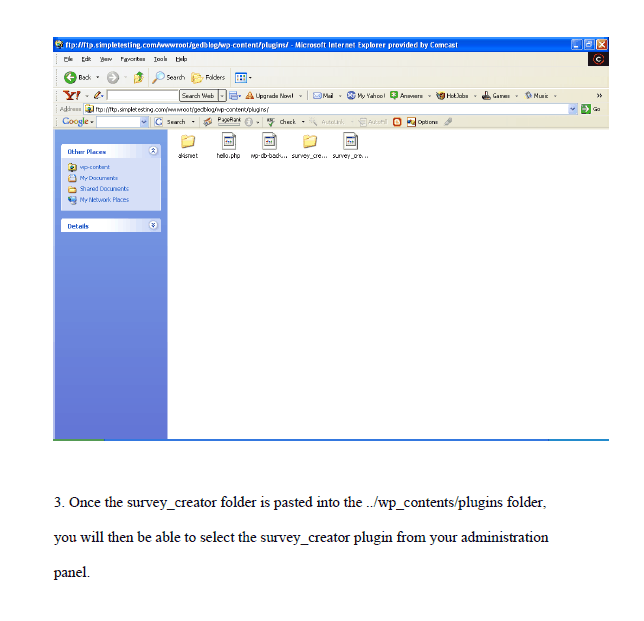 ftp://ftp.simpletesting.com/wwwroot/gedblog/wp-content/plugins/ - Microsoft Internet Explorer provided by Comcast
File Edit View Favorites Tools Help
Back Search Folders
Y! Search Web Upgrade Now! Mail My Yahoo! Answers HotJobs Games Music »
Address ftp://ftp.simpletesting.com/wwwroot/gedblog/wp-content/plugins/ Go
Google Search PageRank Check AutoLink AutoFill Options
Other Places
wp-content
My Documents
Shared Documents
My Network Places
Details
akismet hello.php wp-db-back... survey_cre... survey_cre...
3. Once the survey_creator folder is pasted into the ../wp_contents/plugins folder,
you will then be able to select the survey_creator plugin from your administration
panel.